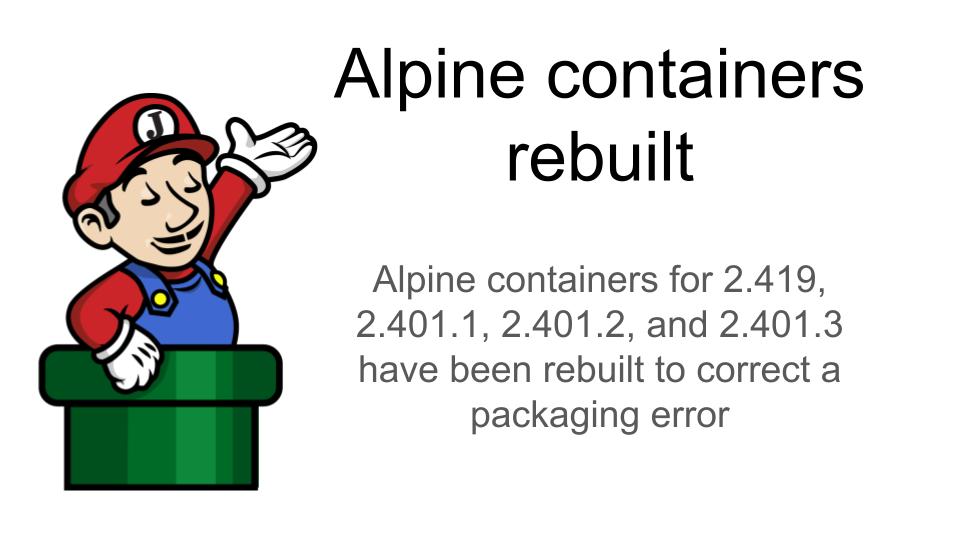 Alpine containers
rebuilt
J
Alpine containers for 2.419,
2.401.1, 2.401.2, and 2.401.3
have been rebuilt to correct a
packaging error